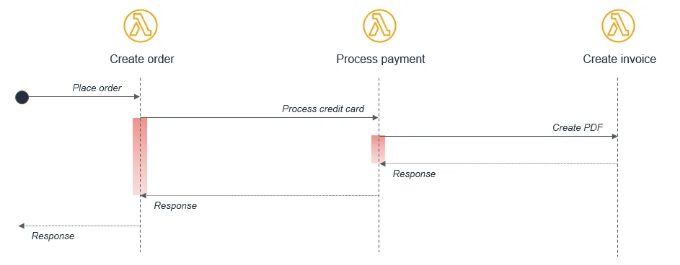 Create order
Process payment
Create invoice
Place order
Process credit card
Create PDF
Response
Response
Response